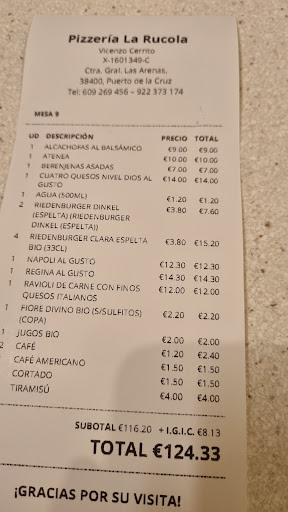 Pizzería La Rucola
Vicenzo Cerrito
X-1601349-C
Ctra. Gral. Las Arenas,
38400, Puerto de la Cruz
Tel: 609 269 456 - 922 373 174
MESA 9
UD DESCRIPCIÓN PRECIO TOTAL
1 ALCACHOFAS AL BALSÁMICO €9.00 €9.00
1 ATENEA €10.00 €10.00
1 BERENJENAS ASADAS €7.00 €7.00
1 CUATRO QUESOS NIVEL DIOS AL €14.00 €14.00
GUSTO
1 AGUA (500ML) €1.20 €1.20
2 RIEDENBURGER DINKEL €3.80 €7.60
(ESPELTA) (RIEDENBURGER
DINKEL (ESPELTA))
4 RIEDENBURGER CLARA ESPELTA €3.80 €15.20
BIO (33CL)
1 NAPOLI AL GUSTO €12.30 €12.30
1 REGINA AL GUSTO €14.30 €14.30
1 RAVIOLI DE CARNE CON FINOS €12.00 €12.00
QUESOS ITALIANOS
1 FIORE DIVINO BIO (S/SULFITOS) €2.20 €2.20
(COPA)
1 JUGOS BIO €2.00 €2.00
2 CAFÉ €1.20 €2.40
CAFÉ AMERICANO €1.50 €1.50
CORTADO €1.50 €1.50
TIRAMISÚ €4.00 €4.00
SUBOTAL €116.20 + I.G.I.C. €8.13
TOTAL €124.33
¡GRACIAS POR SU VISITA!